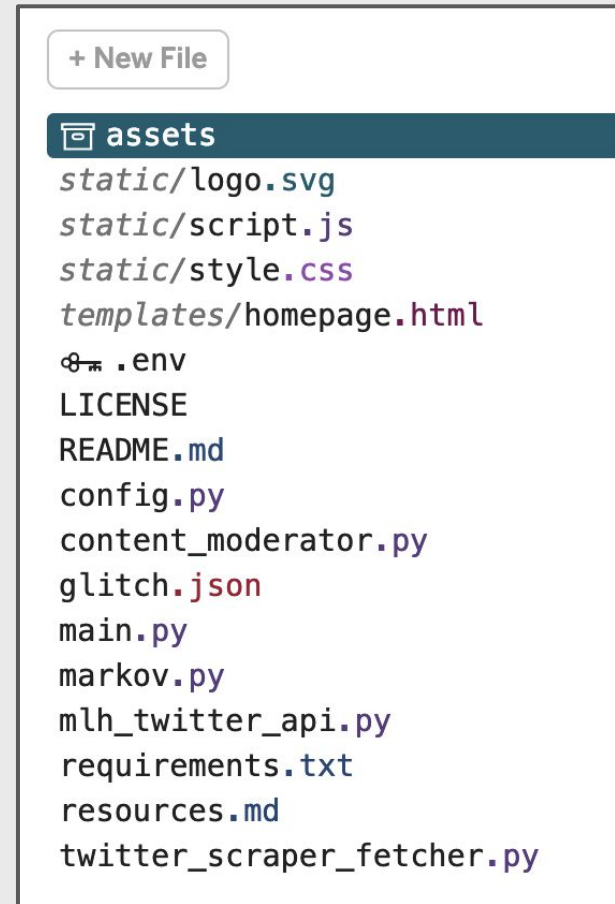 + New File
assets
static/logo.svg
static/script.js
static/style.css
templates/homepage.html
.env
LICENSE
README.md
config.py
content_moderator.py
glitch.json
main.py
markov.py
mlh_twitter_api.py
requirements.txt
resources.md
twitter_scraper_fetcher.py